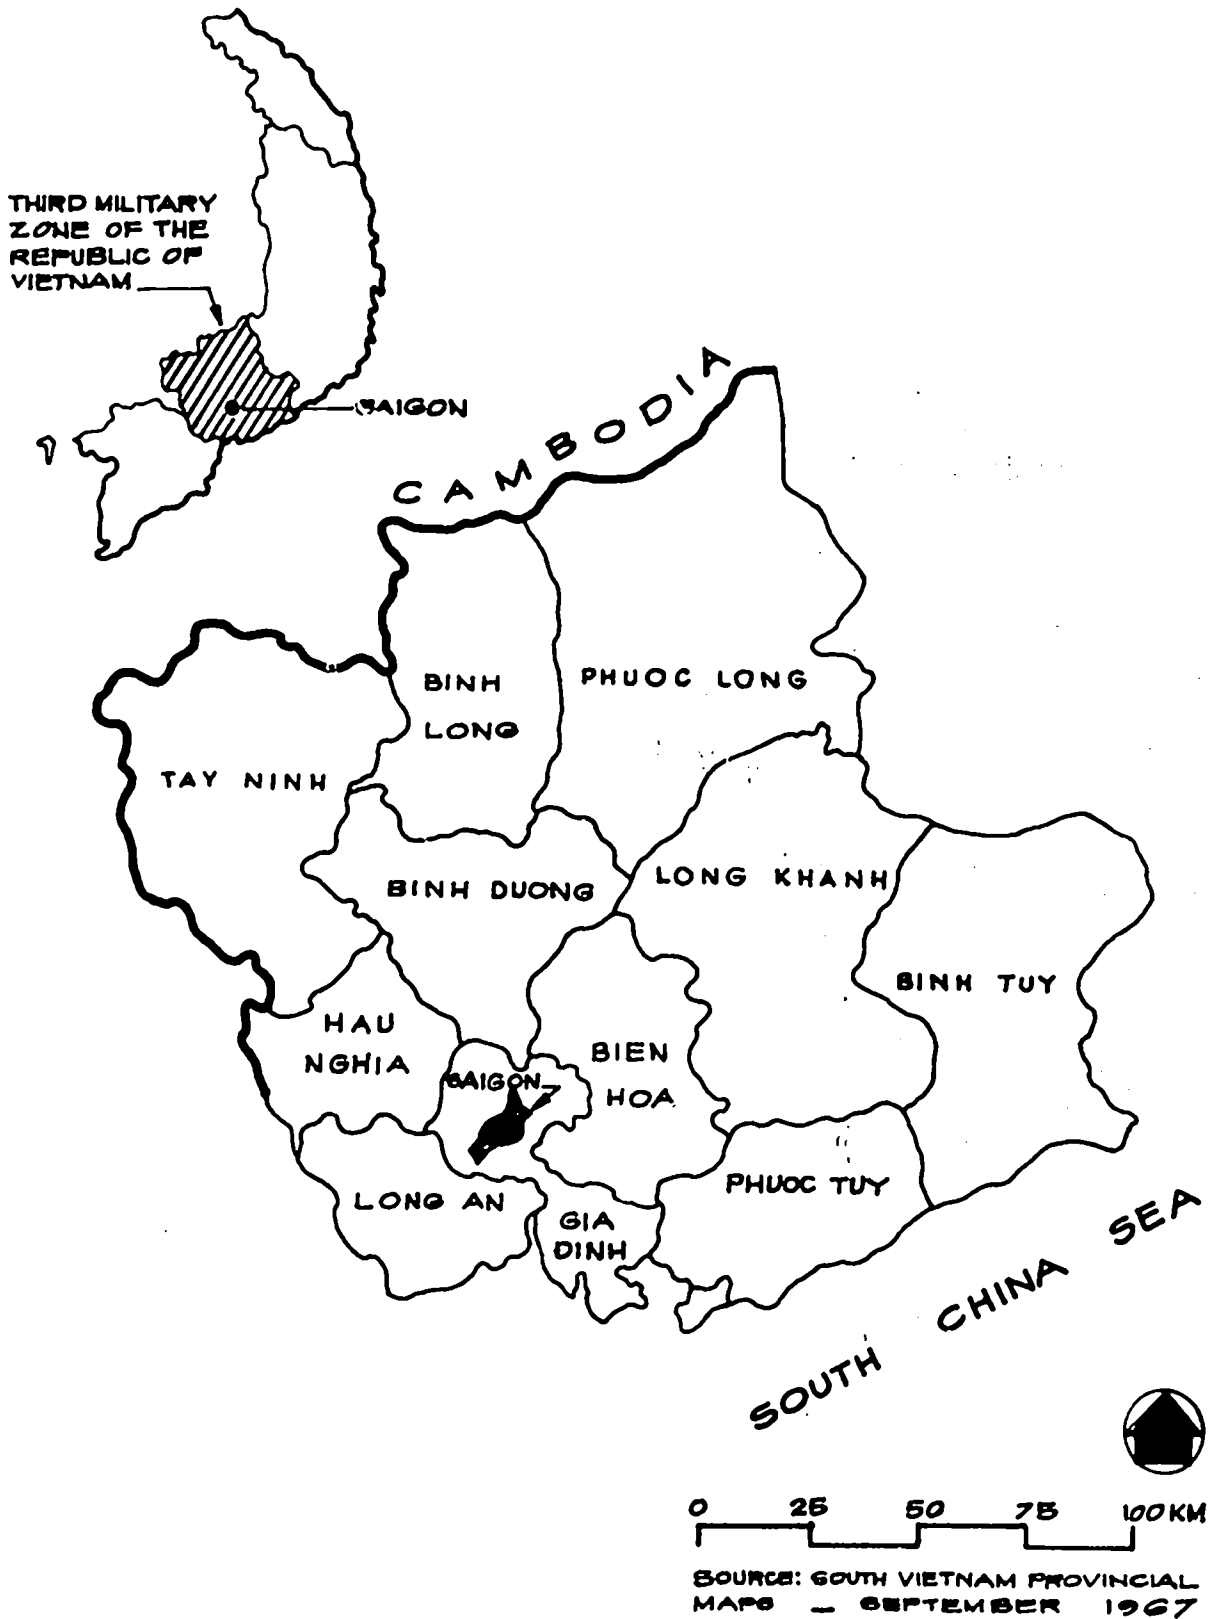 THIRD MILITARY
ZONE OF THE
REPUBLIC OF
VIETNAM
SAIGON
CAMBODIA
BINH
LONG
PHUOC LONG
TAY NINH
BINH DUONG
LONG KHANH
BINH TUY
HAU
NGHIA
BIEN
HOA
SAIGON
LONG AN
PHUOC TUY
GIA
DINH
SOUTH CHINA SEA
0 25 50 75 100 KM
SOURCE: SOUTH VIETNAM PROVINCIAL
MAPS - SEPTEMBER 1967